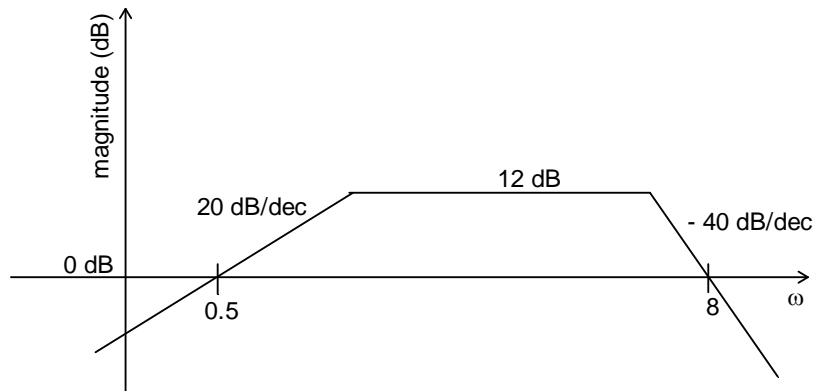 magnitude (dB)
12 dB
20 dB/dec
- 40 dB/dec
0 dB
0.5
8
ω